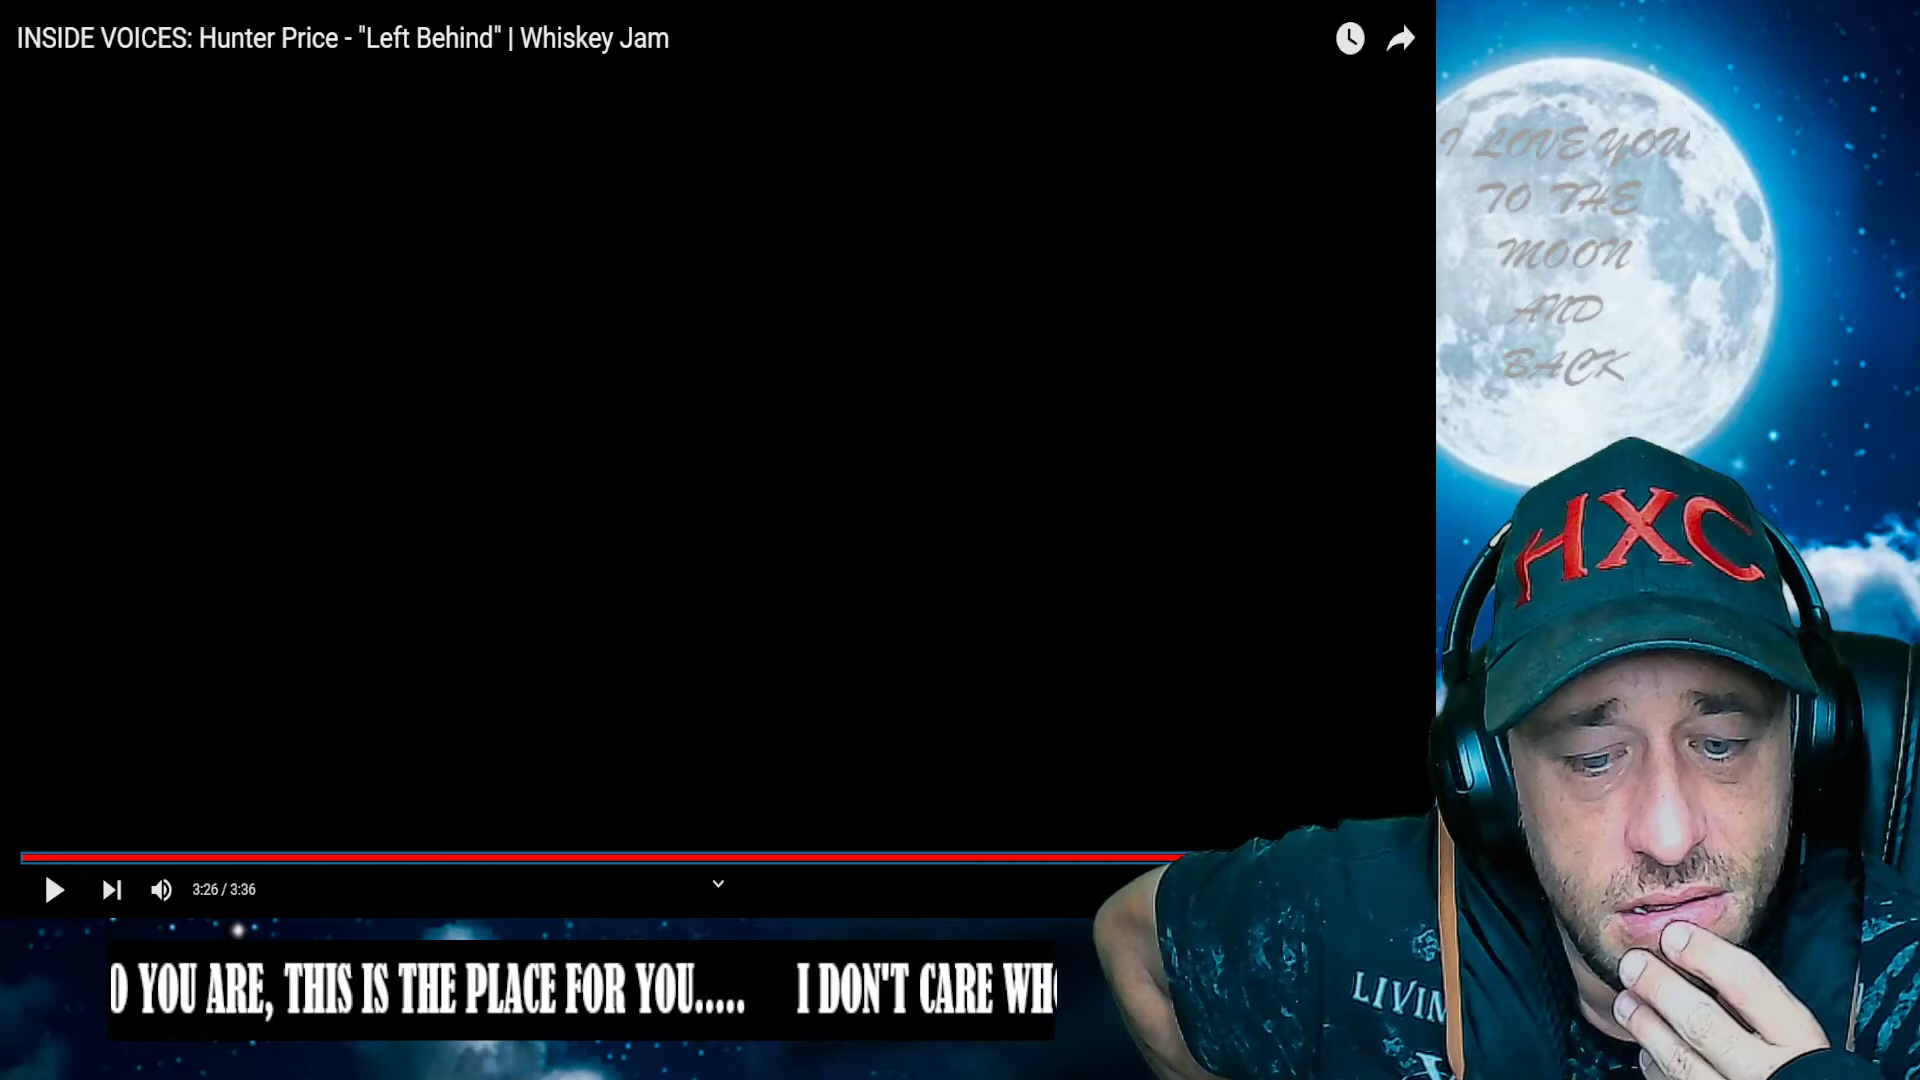 INSIDE VOICES: Hunter Price - "Left Behind" | Whiskey Jam
I LOVE YOU
TO THE
MOON
AND
BACK
HXC
3:26 / 3:36
O YOU ARE, THIS IS THE PLACE FOR YOU..... I DON'T CARE WHO
LIVIN